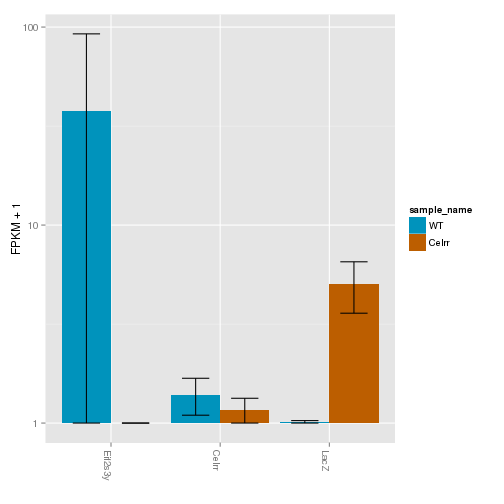 100
10
1
FPKM + 1
Eif2s3y
Celrr
LacZ
sample_name
WT
Celrr